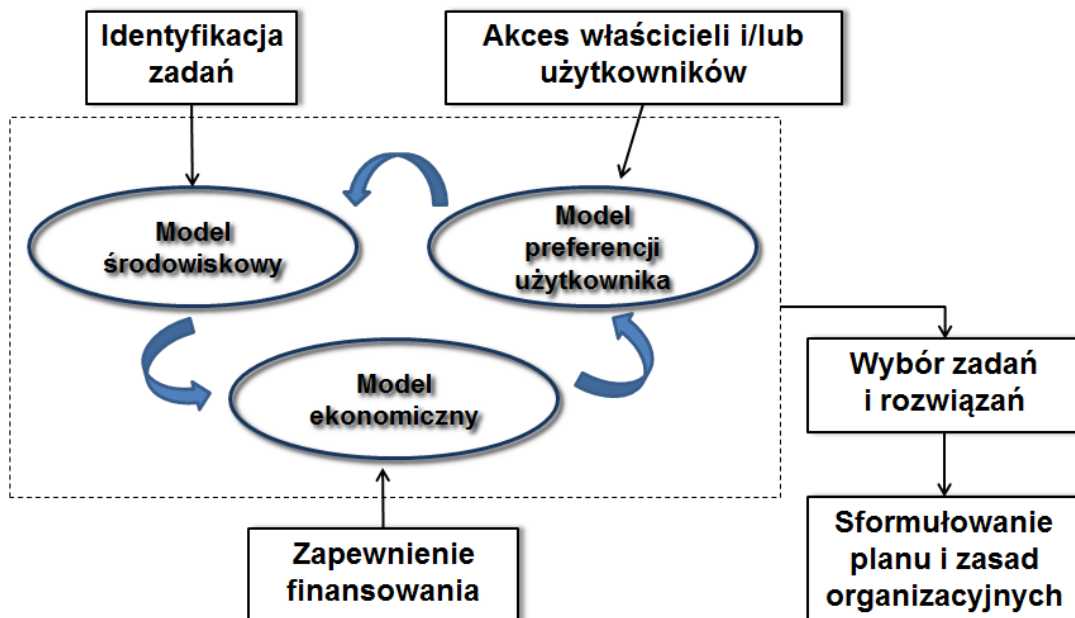 Identyfikacja
zadań
Akces właścicieli i/lub
użytkowników
Model
środowiskowy
Model
preferencji
użytkownika
Model
ekonomiczny
Wybór zadań
i rozwiązań
Zapewnienie
finansowania
Sformułowanie
planu i zasad
organizacyjnych